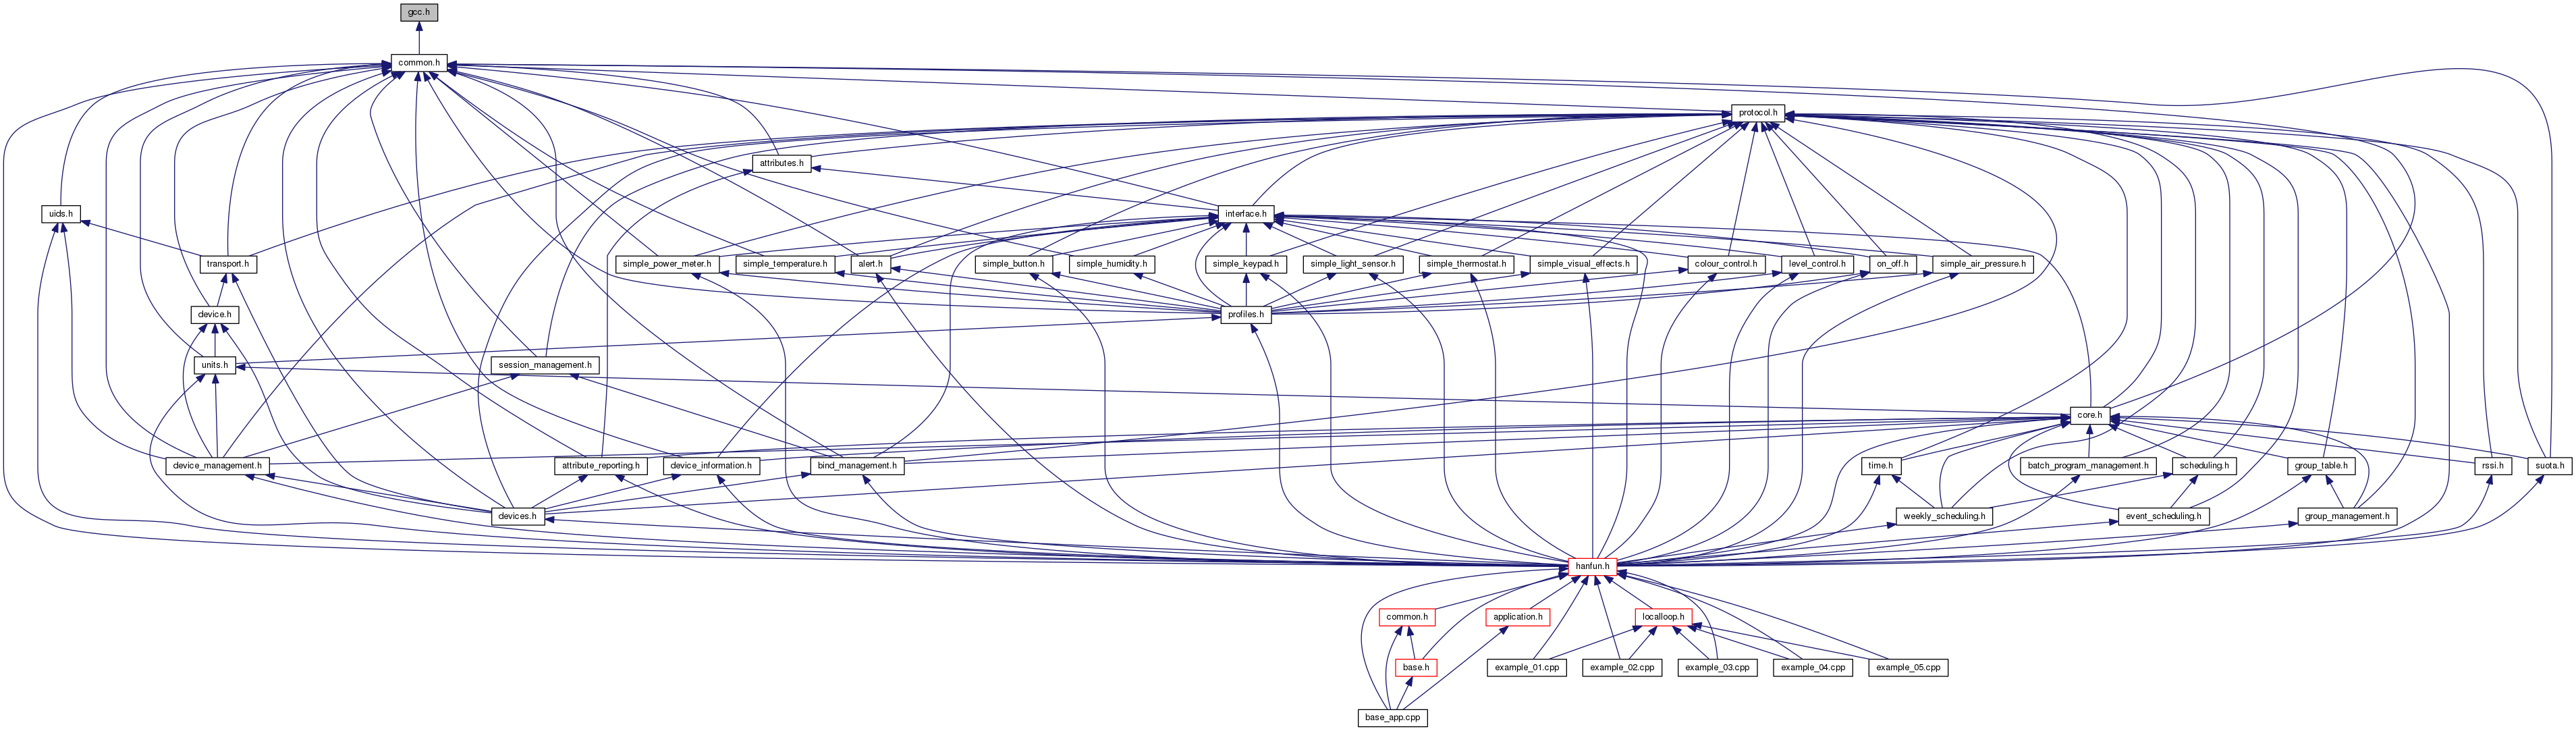 gcc.h
common.h
protocol.h
attributes.h
uids.h
interface.h
transport.h
simple_power_meter.h
simple_temperature.h
alert.h
simple_button.h
simple_humidity.h
simple_keypad.h
simple_light_sensor.h
simple_thermostat.h
simple_visual_effects.h
colour_control.h
level_control.h
on_off.h
simple_air_pressure.h
device.h
profiles.h
units.h
session_management.h
core.h
device_management.h
attribute_reporting.h
device_information.h
bind_management.h
time.h
batch_program_management.h
scheduling.h
group_table.h
rssi.h
suota.h
devices.h
weekly_scheduling.h
event_scheduling.h
group_management.h
hanfun.h
common.h
application.h
localloop.h
base.h
example_01.cpp
example_02.cpp
example_03.cpp
example_04.cpp
example_05.cpp
base_app.cpp